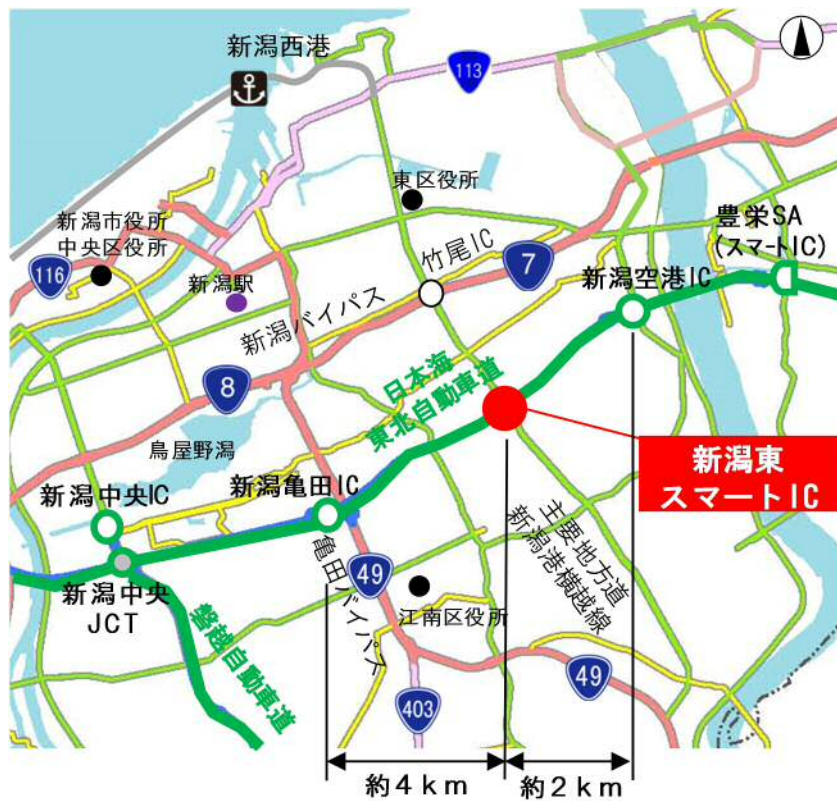 新潟西港
113
東区役所
新潟市役所
中央区役所
116
新潟駅
竹尾IC
7
豊栄SA
(スマートIC)
新潟空港IC
新潟バイパス
8
日本海
東北自動車道
鳥屋野潟
新潟東
スマートIC
新潟中央IC
新潟亀田IC
主要地方道
新潟港横越線
新潟中央
JCT
亀田バイパス
49
江南区役所
磐越自動車道
403
49
約4km
約2km